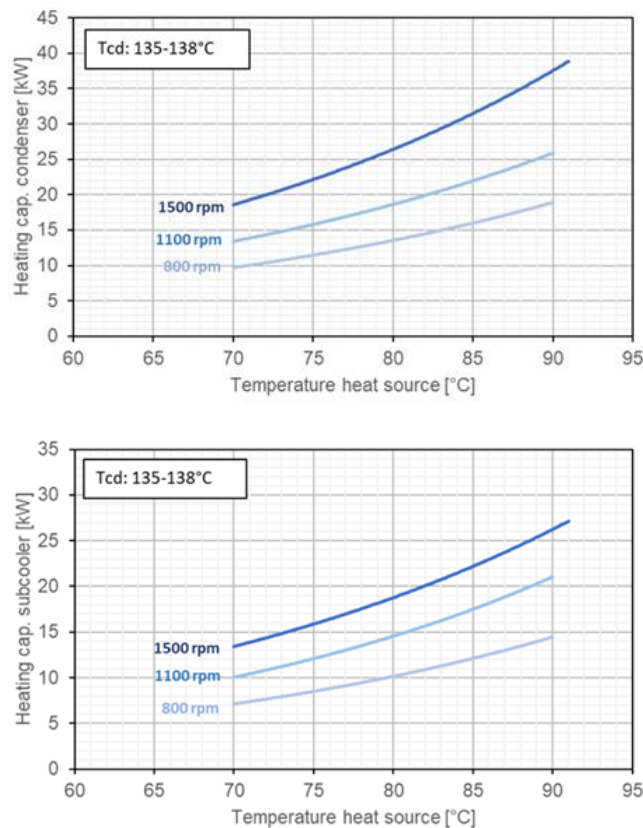 45
40
35
30
25
20
15
10
5
0
Heating cap. condenser [kW]
Tcd: 135-138°C
1500 rpm
1100 rpm
800 rpm
60 65 70 75 80 85 90 95
Temperature heat source [°C]
35
30
25
20
15
10
5
0
Heating cap. subcooler [kW]
Tcd: 135-138°C
1500 rpm
1100 rpm
800 rpm
60 65 70 75 80 85 90 95
Temperature heat source [°C]